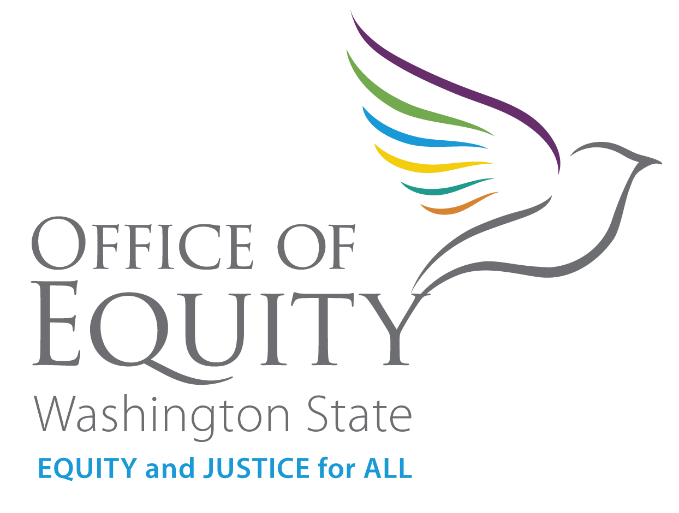 OFFICE OF
EQUITY
Washington State
EQUITY and JUSTICE for ALL